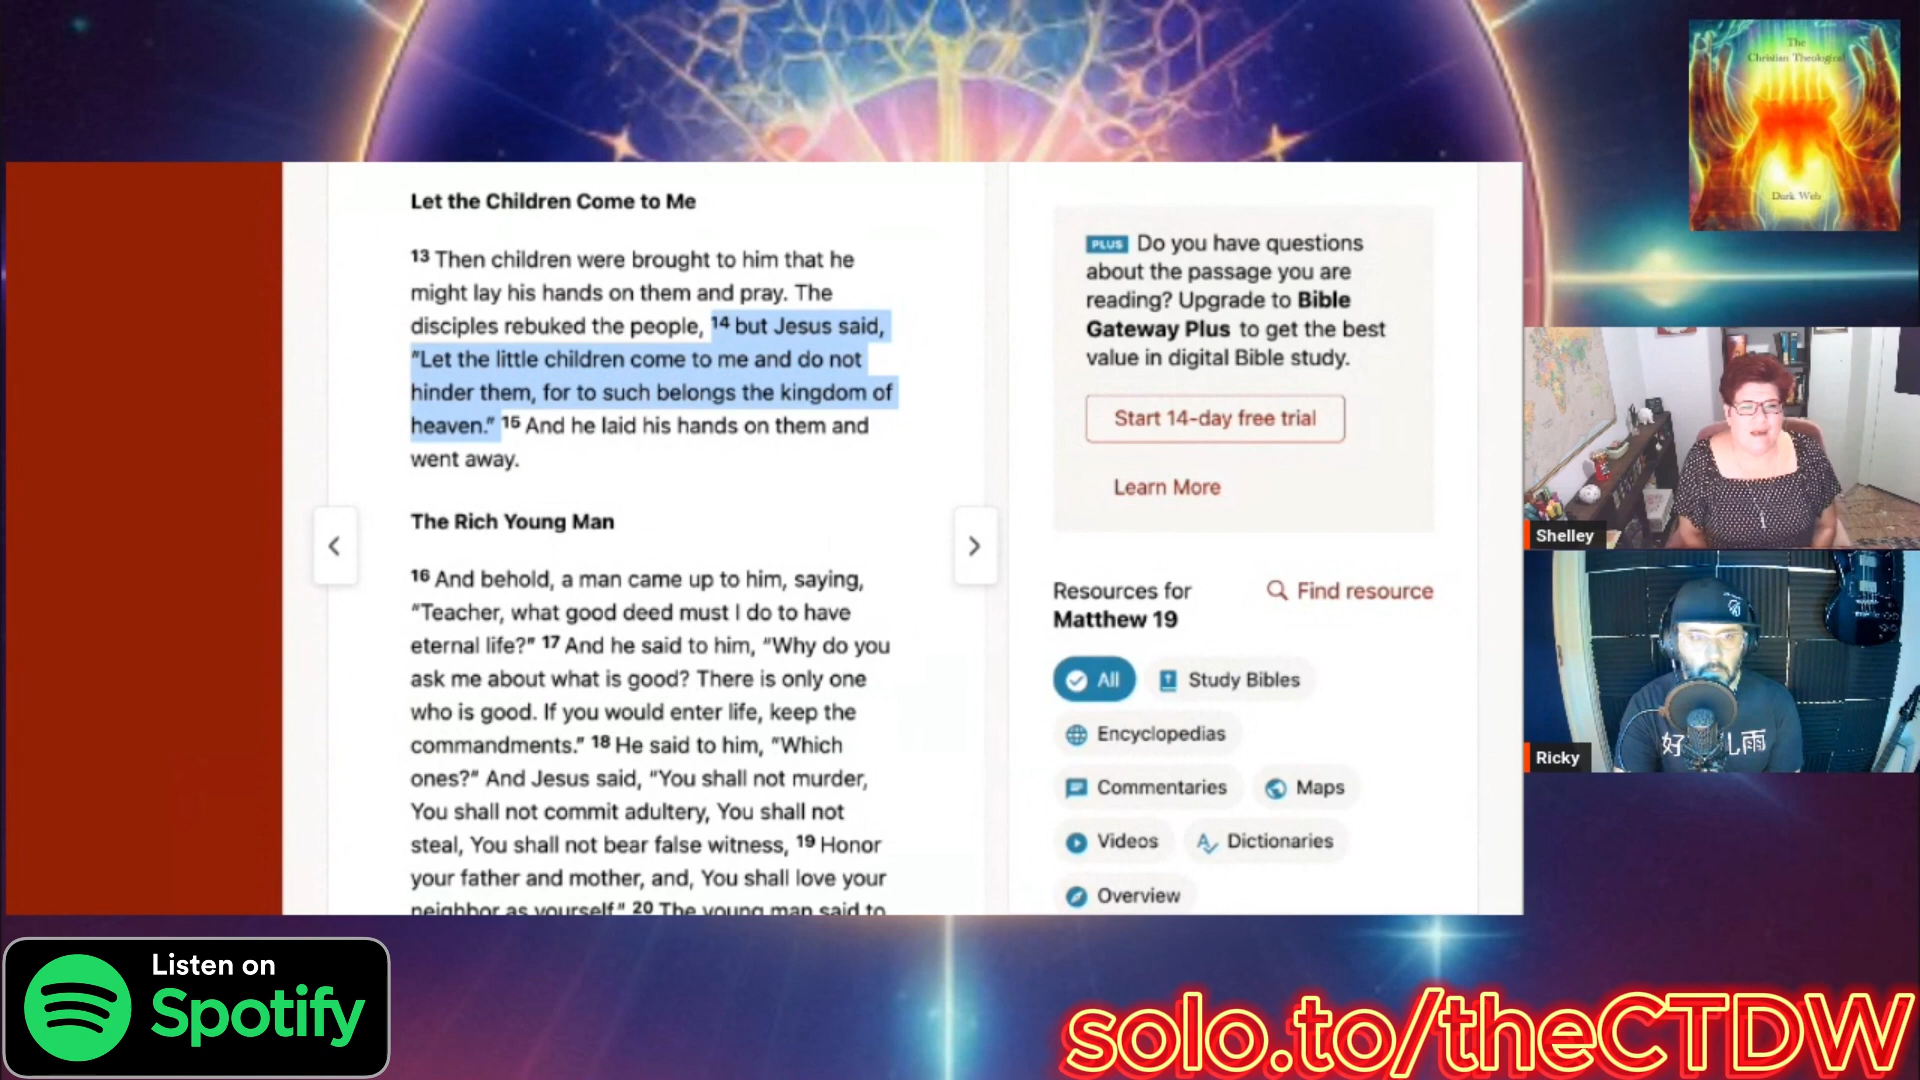 The
Christian Theological
Dark Web
Let the Children Come to Me
13 Then children were brought to him that he
might lay his hands on them and pray. The
disciples rebuked the people, 14 but Jesus said,
"Let the little children come to me and do not
hinder them, for to such belongs the kingdom of
heaven." 15 And he laid his hands on them and
went away.
The Rich Young Man
16 And behold, a man came up to him, saying,
"Teacher, what good deed must I do to have
eternal life?" 17 And he said to him, "Why do you
ask me about what is good? There is only one
who is good. If you would enter life, keep the
commandments." 18 He said to him, "Which
ones?" And Jesus said, "You shall not murder,
You shall not commit adultery, You shall not
steal, You shall not bear false witness, 19 Honor
your father and mother, and, You shall love your
neighbor as yourself." 20 The young man said to
PLUS Do you have questions
about the passage you are
reading? Upgrade to Bible
Gateway Plus to get the best
value in digital Bible study.
Start 14-day free trial
Learn More
Resources for
Matthew 19
Find resource
All
Study Bibles
Encyclopedias
Commentaries
Maps
Videos
Dictionaries
Overview
Shelley
好 雨
Ricky
Listen on
Spotify
solo.to/theCTDW